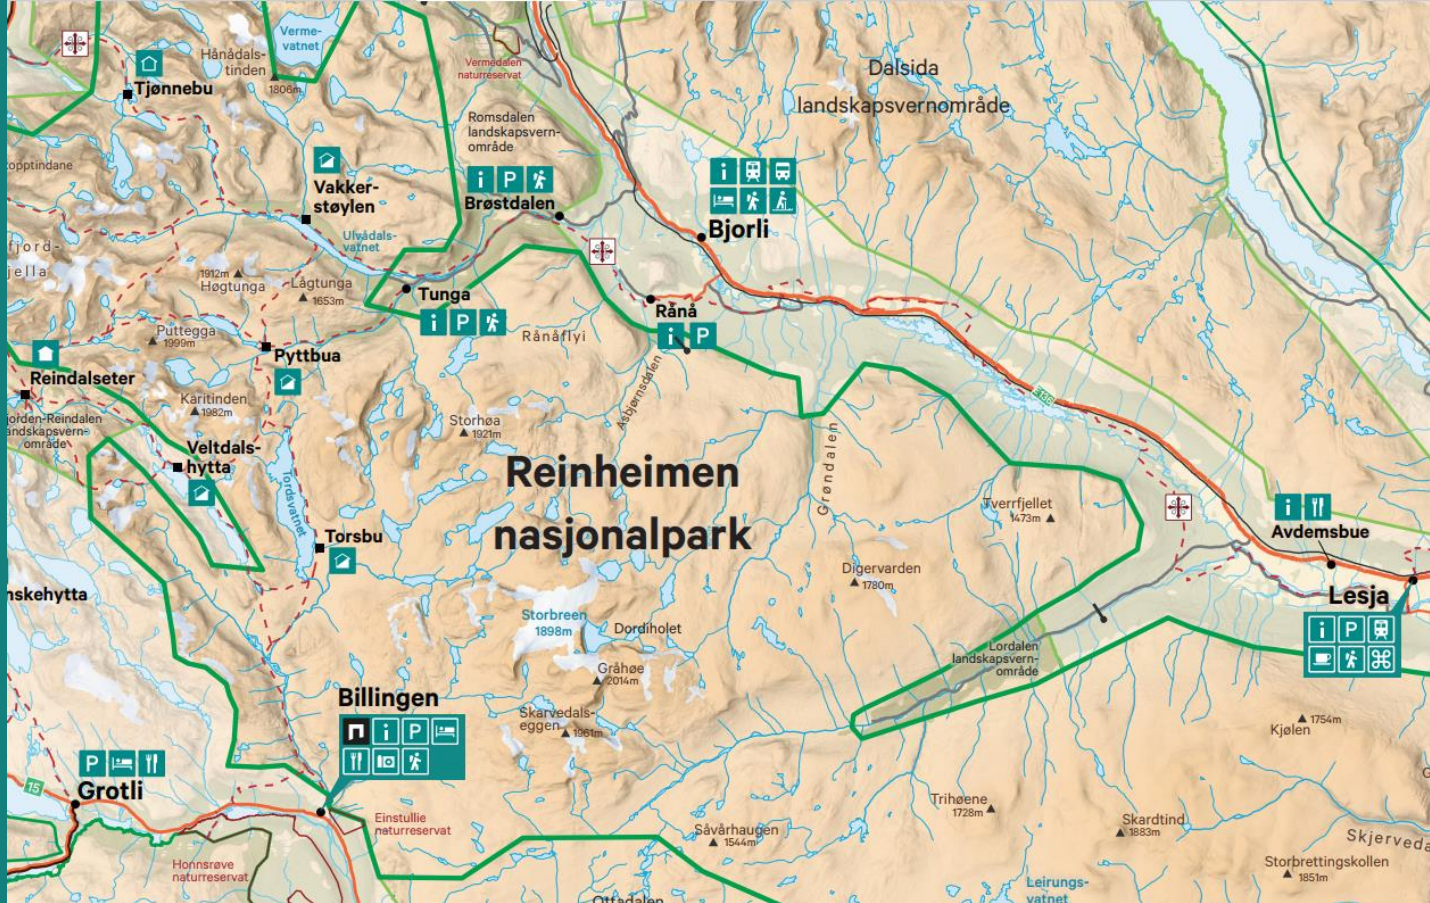 Verme-
vatnet
Hånådals-
tinden
1806m
Tjønnebu
Vermedalen
naturreservat
Dalsida
landskapsvernområde
Romsdalen
landskapsvern-
område
Vakker-
støylen
i P
Brøstdalen
i
Bjorli
Ulvådals-
vatnet
1912m
Høgtunga
Lågtunga
1653m
Tunga
i P
Rånå
i P
Puttegga
1999m
Pyttbua
Rånåflyi
Reindalseter
Karitinden
1982m
Asbjørnsdalen
E136
område
Storhøa
1921m
Veltdals-
hytta
Tordsvatnet
Grøndalen
Reinheimen
nasjonalpark
Tverrfjellet
1473m
i
Avdemsbue
Torsbu
Digervarden
1780m
Lesja
i P
Storbreen
1898m
Dordiholet
Lordalen
landskapsvern-
område
Gråhøe
2014m
Billingen
i P
Skarvedals-
eggen
1961m
1754m
Kjølen
P
Grotli
15
Einstullie
naturreservat
Trihøene
1728m
Skardtind
1883m
Såvårhaugen
1544m
Honnsrøve
naturreservat
Storbrettingskollen
1851m
Leirungs-
vatnet